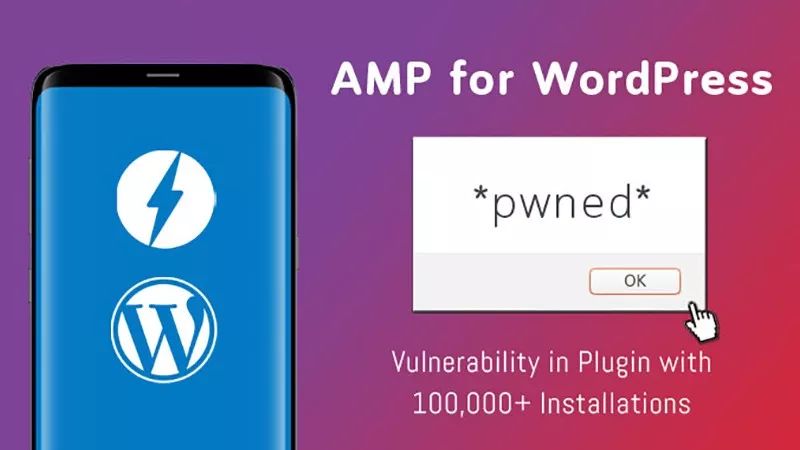 AMP for WordPress
*pwned*
OK
Vulnerability in Plugin with
100,000+ Installations